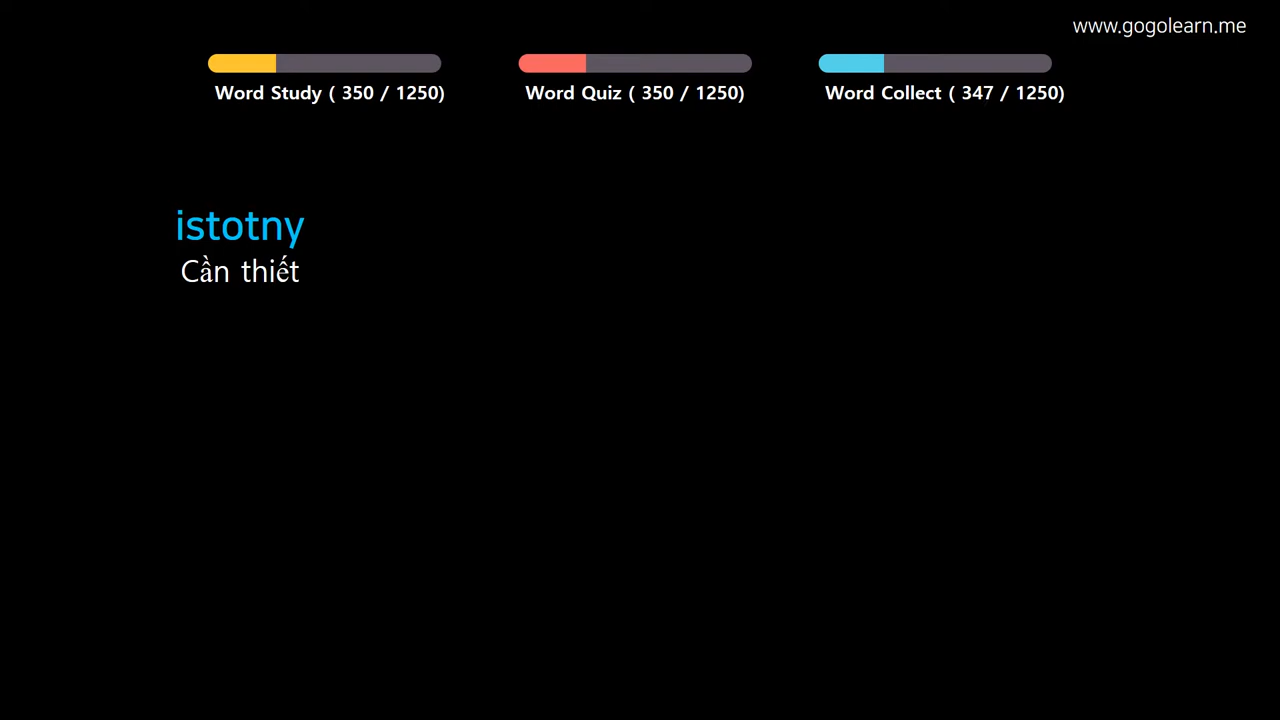 www.gogolearn.me
Word Study ( 350 / 1250)
Word Quiz ( 350 / 1250)
Word Collect ( 347 / 1250)
istotny
Cần thiết